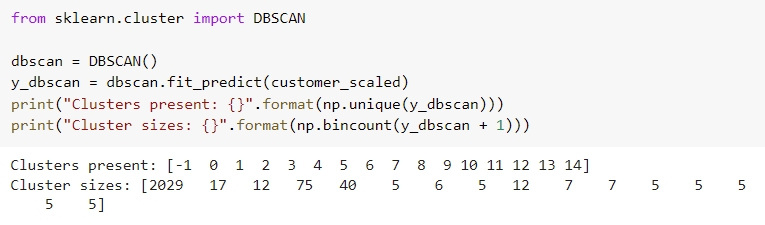 from sklearn.cluster import DBSCAN
dbscan = DBSCAN()
y_dbscan = dbscan.fit_predict(customer_scaled)
print("Clusters present: {}".format(np.unique(y_dbscan)))
print("Cluster sizes: {}".format(np.bincount(y_dbscan + 1)))
Clusters present: [-1  0  1  2  3  4  5  6  7  8  9 10 11 12 13 14]
Cluster sizes: [2029   17   12   75   40    5    6    5   12    7    7    5    5    5
    5    5]